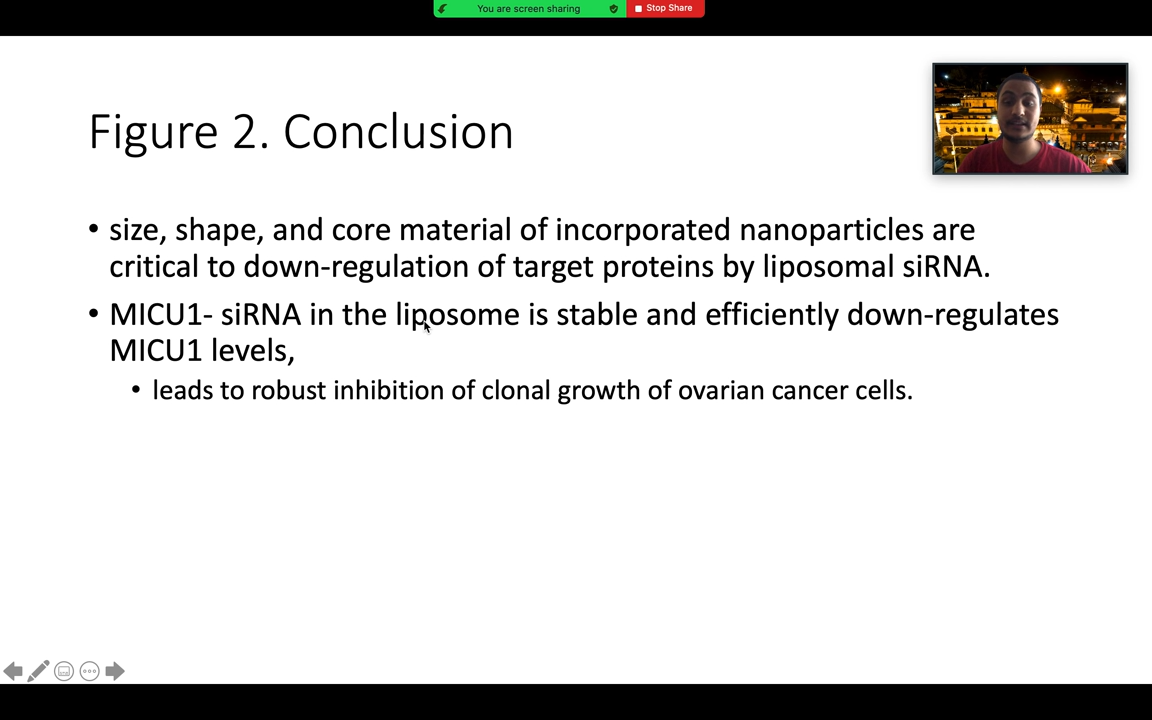 You are screen sharing
Stop Share
Figure 2. Conclusion
• size, shape, and core material of incorporated nanoparticles are
critical to down-regulation of target proteins by liposomal siRNA.
• MICU1- siRNA in the liposome is stable and efficiently down-regulates
MICU1 levels,
• leads to robust inhibition of clonal growth of ovarian cancer cells.